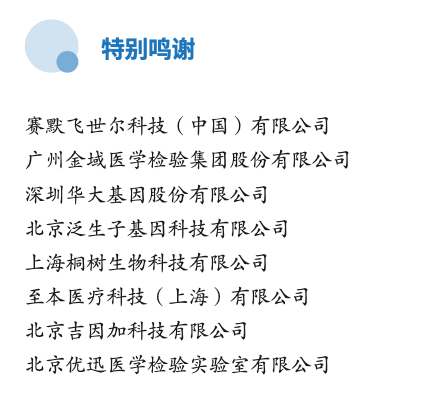 特别鸣谢
赛默飞世尔科技（中国）有限公司
广州金域医学检验集团股份有限公司
深圳华大基因股份有限公司
北京泛生子基因科技有限公司
上海桐树生物科技有限公司
至本医疗科技（上海）有限公司
北京吉因加科技有限公司
北京优迅医学检验实验室有限公司